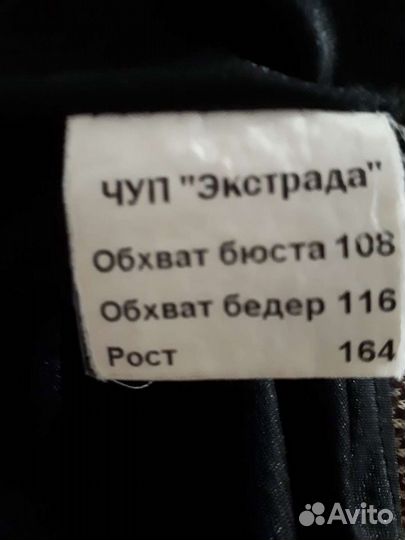 ЧУП "Экстрада"
Обхват бюста 108
Обхват бедер 116
Рост 164
Avito